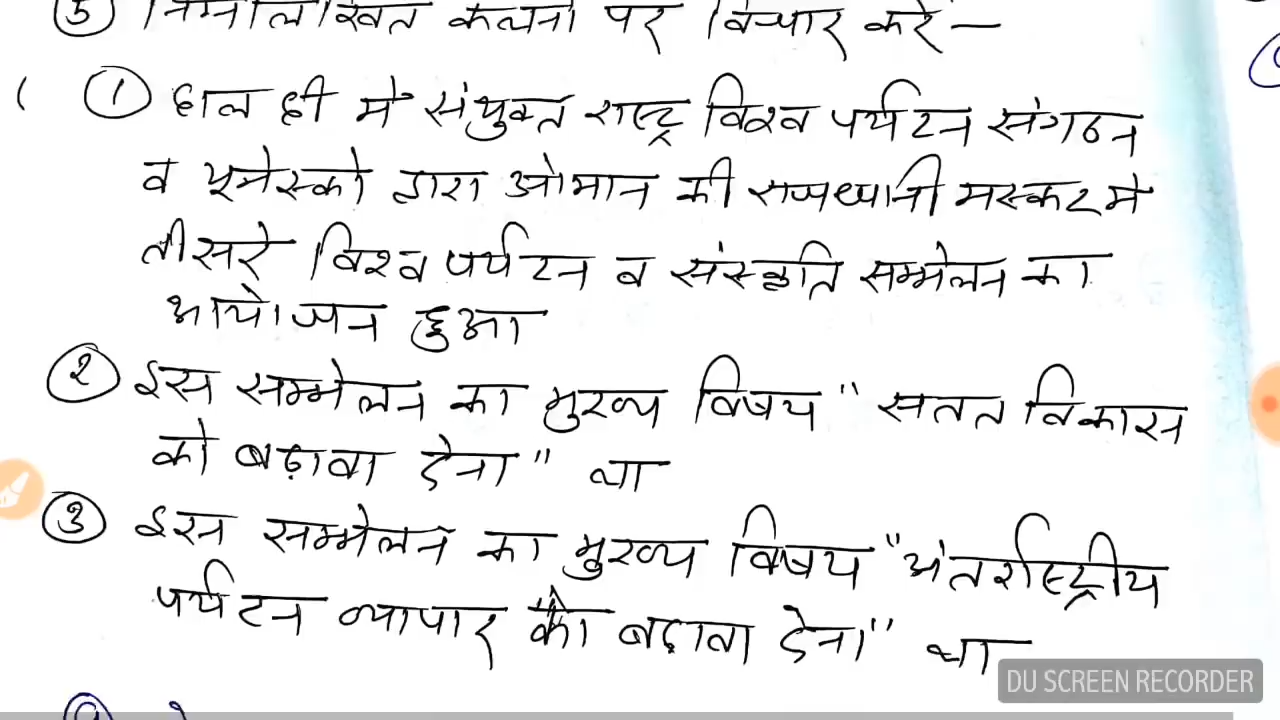 ⑤ निम्नलिखित कथनो पर विचार करे —
① हाल ही मे संयुक्त राष्ट्र विश्व पर्यटन संगठन
व यूनेस्को द्वारा ओमान की राजधानी मस्कट मे
तीसरे विश्व पर्यटन व संस्कृति सम्मेलन का
आयोजन हुआ
② इस सम्मेलन का मुख्य विषय " सतत विकास
को बढ़ावा देना" था
③ इस सम्मेलन का मुख्य विषय "अंतर्राष्ट्रीय
पर्यटन व्यापार को बढ़ावा देना" था
DU SCREEN RECORDER